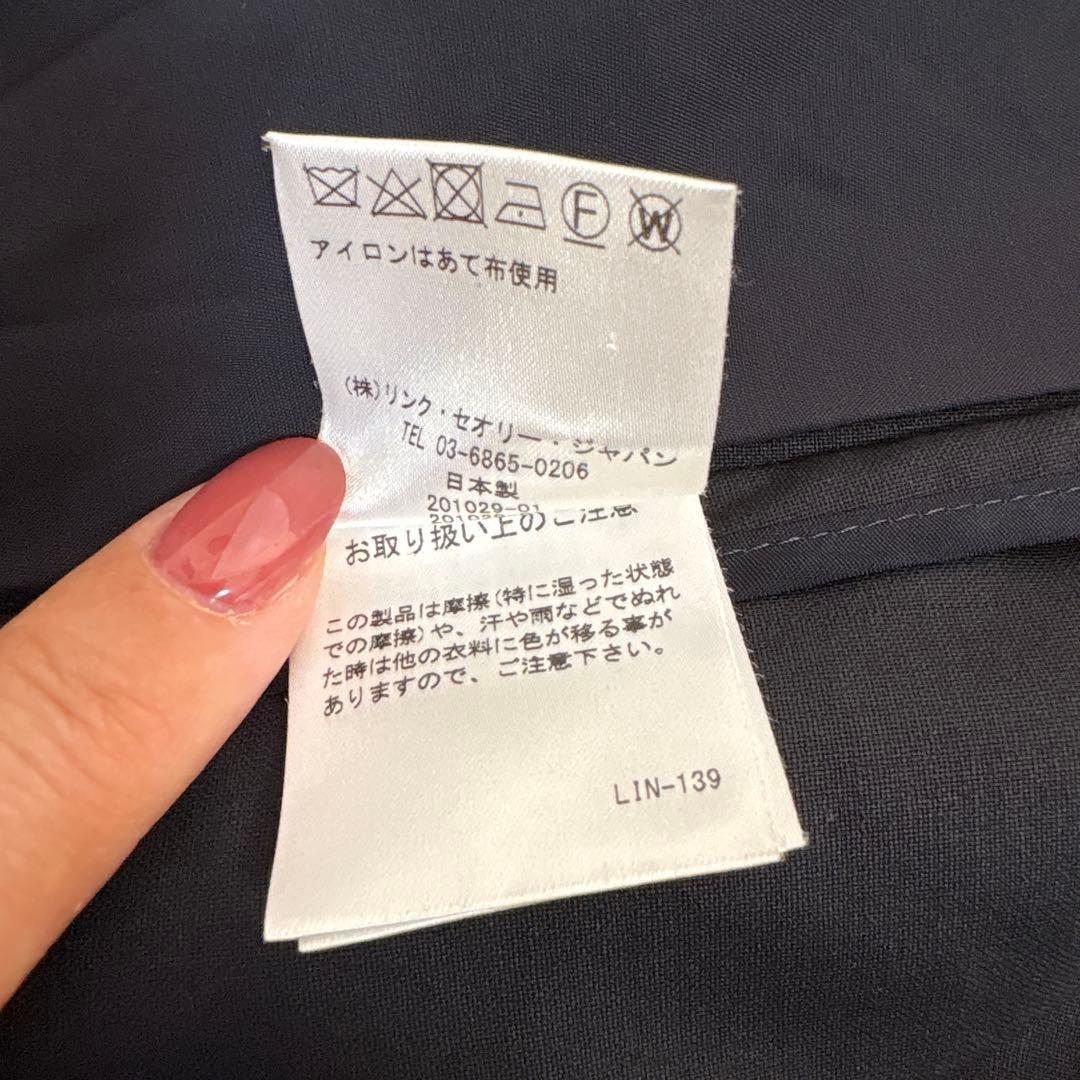 F W
アイロンはあて布使用
(株)リンク・セオリー・ジャパン
TEL 03-6865-0206
日本製
201029-01
お取り扱い上のご注意
この製品は摩擦(特に湿った状態
での摩擦)や、汗や雨などでぬれ
た時は他の衣料に色が移る事が
ありますので、ご注意下さい。
LIN-139